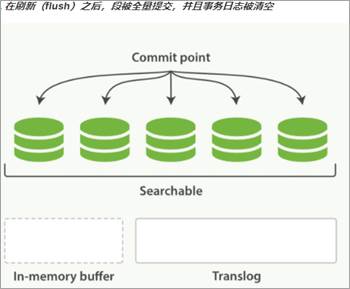 在刷新（flush）之后，段被全量提交，并且事务日志被清空
Commit point
Searchable
In-memory buffer
Translog